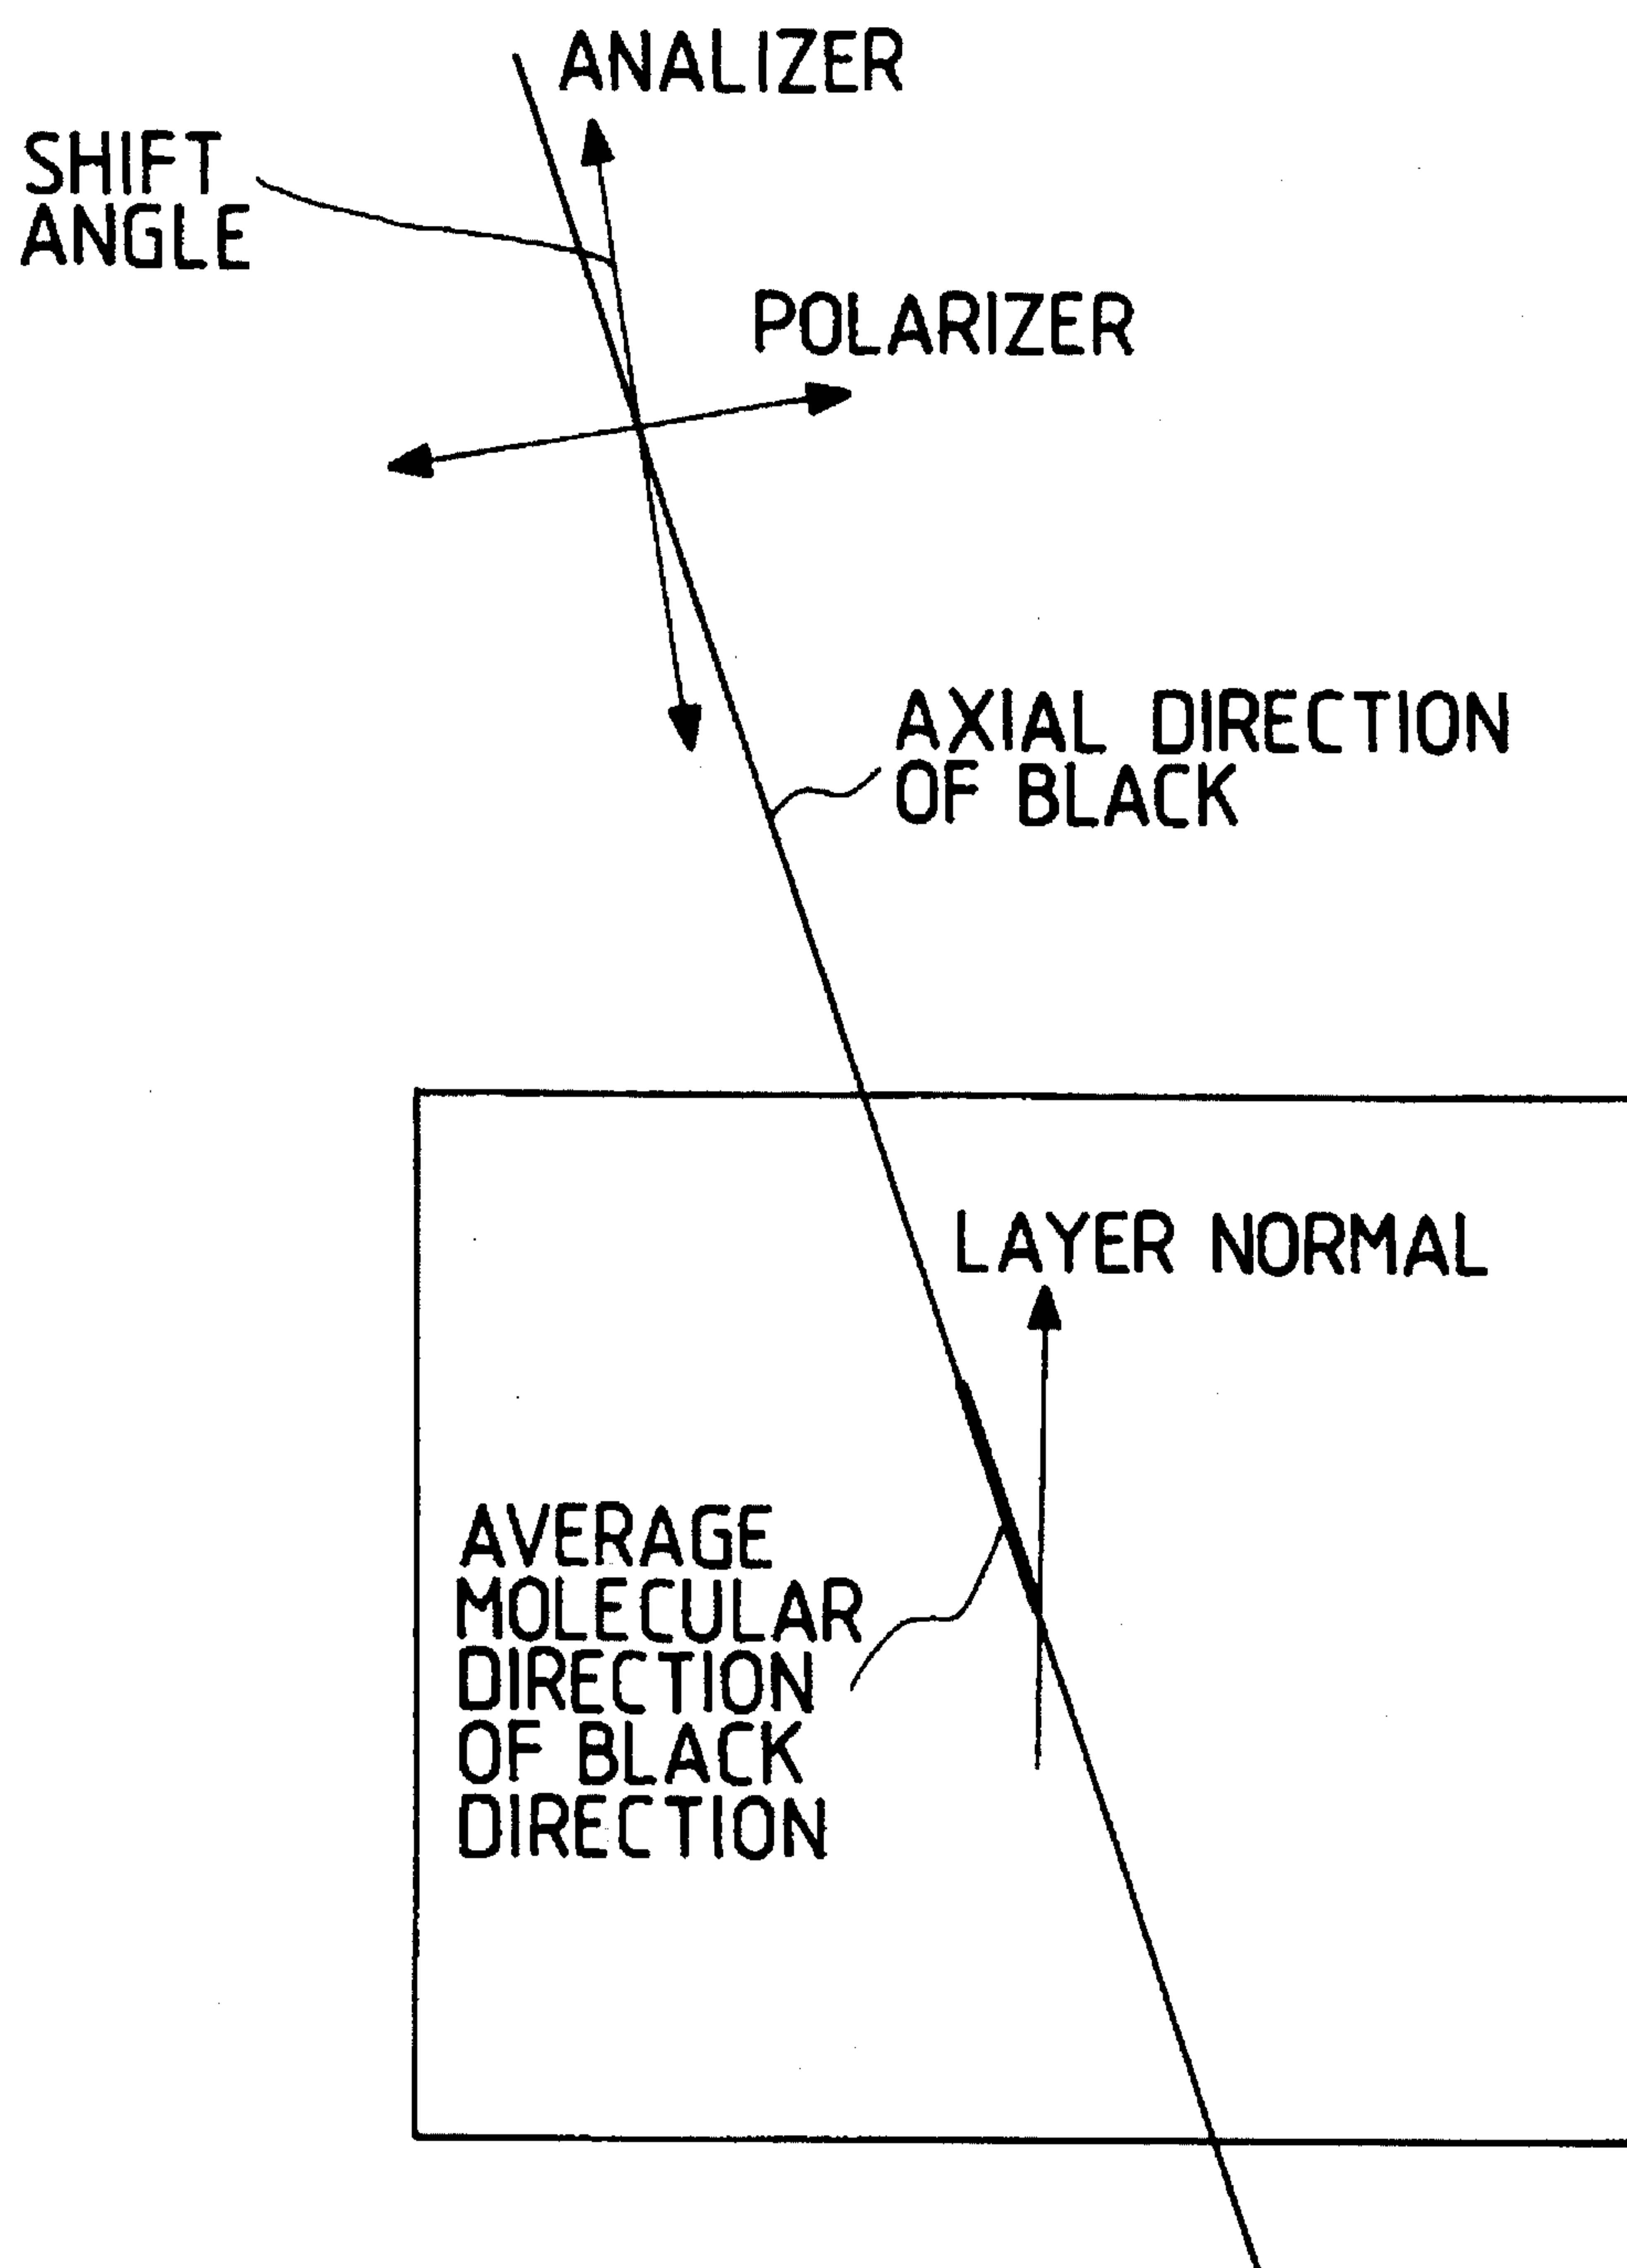 ANALIZER
SHIFT
ANGLE
POLARIZER
AXIAL DIRECTION
OF BLACK
LAYER NORMAL
AVERAGE
MOLECULAR
DIRECTION
OF BLACK
DIRECTION